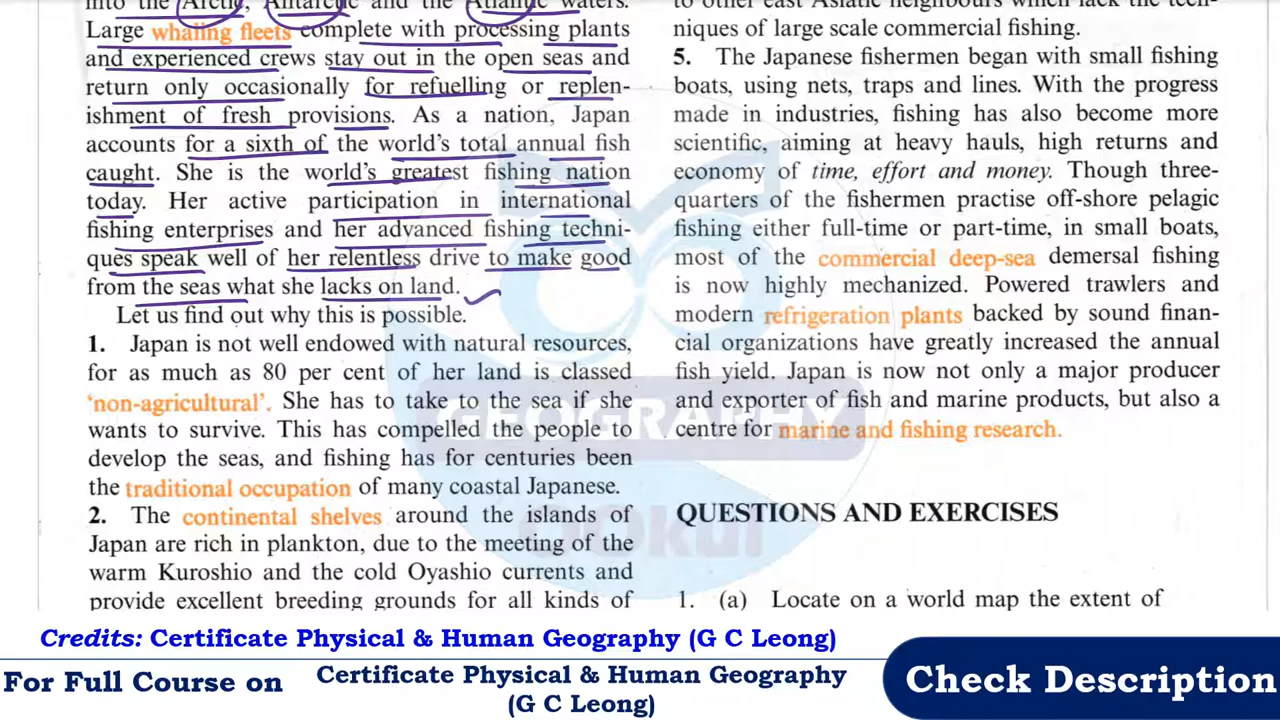 into the Arctic, Antarctic and the Atlantic waters.
Large whaling fleets complete with processing plants
and experienced crews stay out in the open seas and
return only occasionally for refuelling or replen-
ishment of fresh provisions. As a nation, Japan
accounts for a sixth of the world's total annual fish
caught. She is the world's greatest fishing nation
today. Her active participation in international
fishing enterprises and her advanced fishing techni-
ques speak well of her relentless drive to make good
from the seas what she lacks on land.
Let us find out why this is possible.
1. Japan is not well endowed with natural resources,
for as much as 80 per cent of her land is classed
'non-agricultural'. She has to take to the sea if she
wants to survive. This has compelled the people to
develop the seas, and fishing has for centuries been
the traditional occupation of many coastal Japanese.
2. The continental shelves around the islands of
Japan are rich in plankton, due to the meeting of the
warm Kuroshio and the cold Oyashio currents and
provide excellent breeding grounds for all kinds of
to other east Asiatic neighbours which lack the tech-
niques of large scale commercial fishing.
5. The Japanese fishermen began with small fishing
boats, using nets, traps and lines. With the progress
made in industries, fishing has also become more
scientific, aiming at heavy hauls, high returns and
economy of time, effort and money. Though three-
quarters of the fishermen practise off-shore pelagic
fishing either full-time or part-time, in small boats,
most of the commercial deep-sea demersal fishing
is now highly mechanized. Powered trawlers and
modern refrigeration plants backed by sound finan-
cial organizations have greatly increased the annual
fish yield. Japan is now not only a major producer
and exporter of fish and marine products, but also a
centre for marine and fishing research.
QUESTIONS AND EXERCISES
1. (a) Locate on a world map the extent of
GEOGRAPHY
Ookul
Credits: Certificate Physical & Human Geography (G C Leong)
For Full Course on
Certificate Physical & Human Geography
(G C Leong)
Check Description